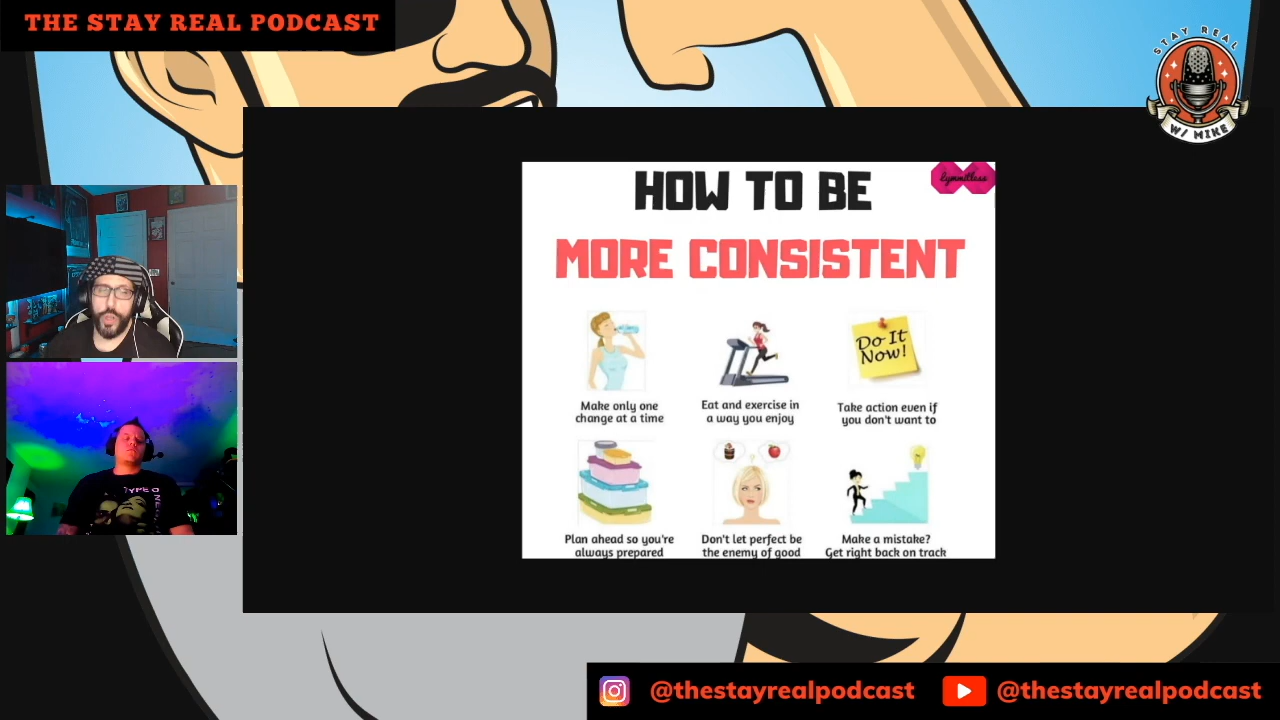 THE STAY REAL PODCAST
STAY REAL
W/ MIKE
HOW TO BE
Lymmitless
MORE CONSISTENT
Do It
Now!
Make only one
change at a time
Eat and exercise in
a way you enjoy
Take action even if
you don't want to
Plan ahead so you're
always prepared
Don't let perfect be
the enemy of good
Make a mistake?
Get right back on track
TYPE O
@thestayrealpodcast
@thestayrealpodcast